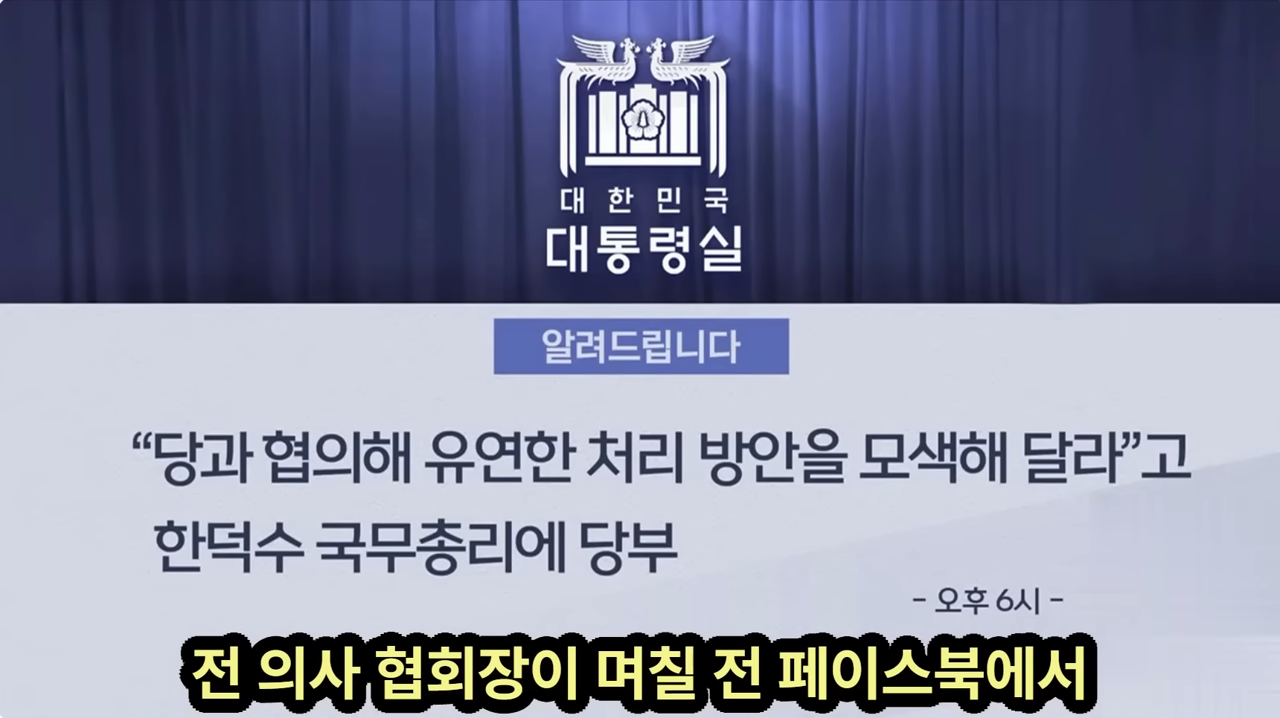 대한민국
대통령실
알려드립니다
“당과 협의해 유연한 처리 방안을 모색해 달라”고
한덕수 국무총리에 당부
- 오후 6시 -
전 의사 협회장이 며칠 전 페이스북에서